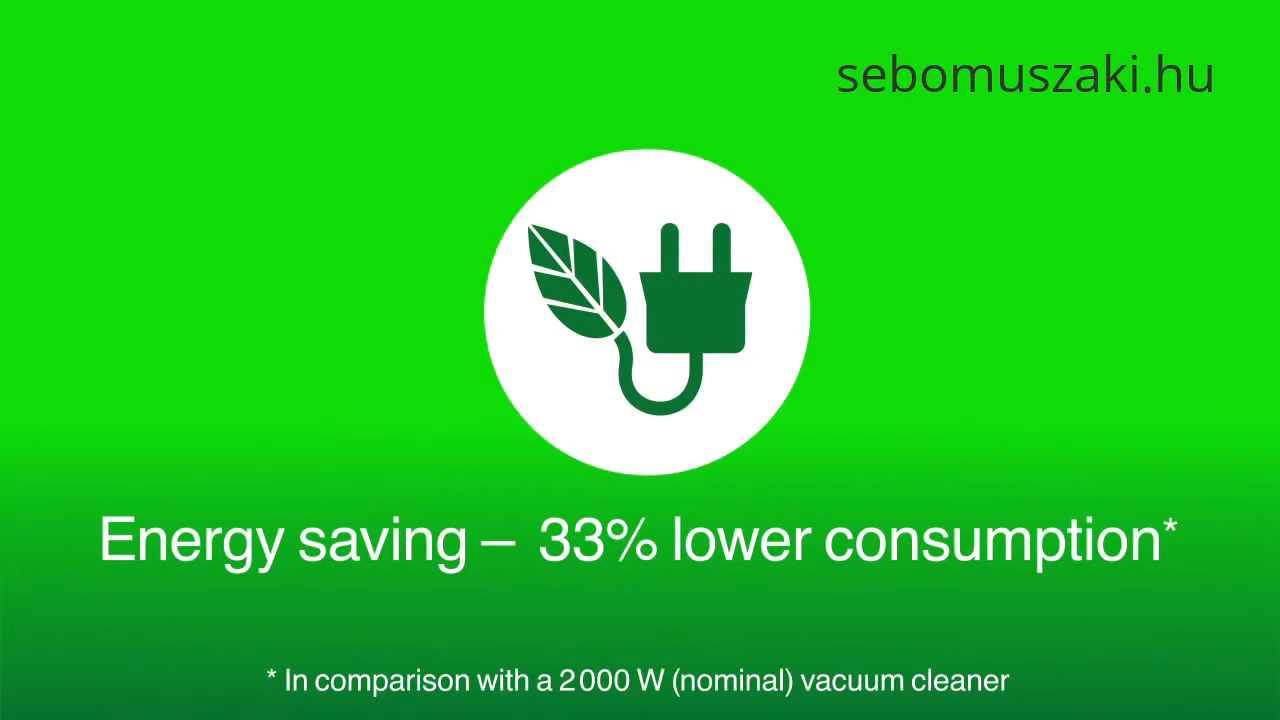 sebomuszaki.hu
Energy saving – 33% lower consumption*
* In comparison with a 2000 W (nominal) vacuum cleaner